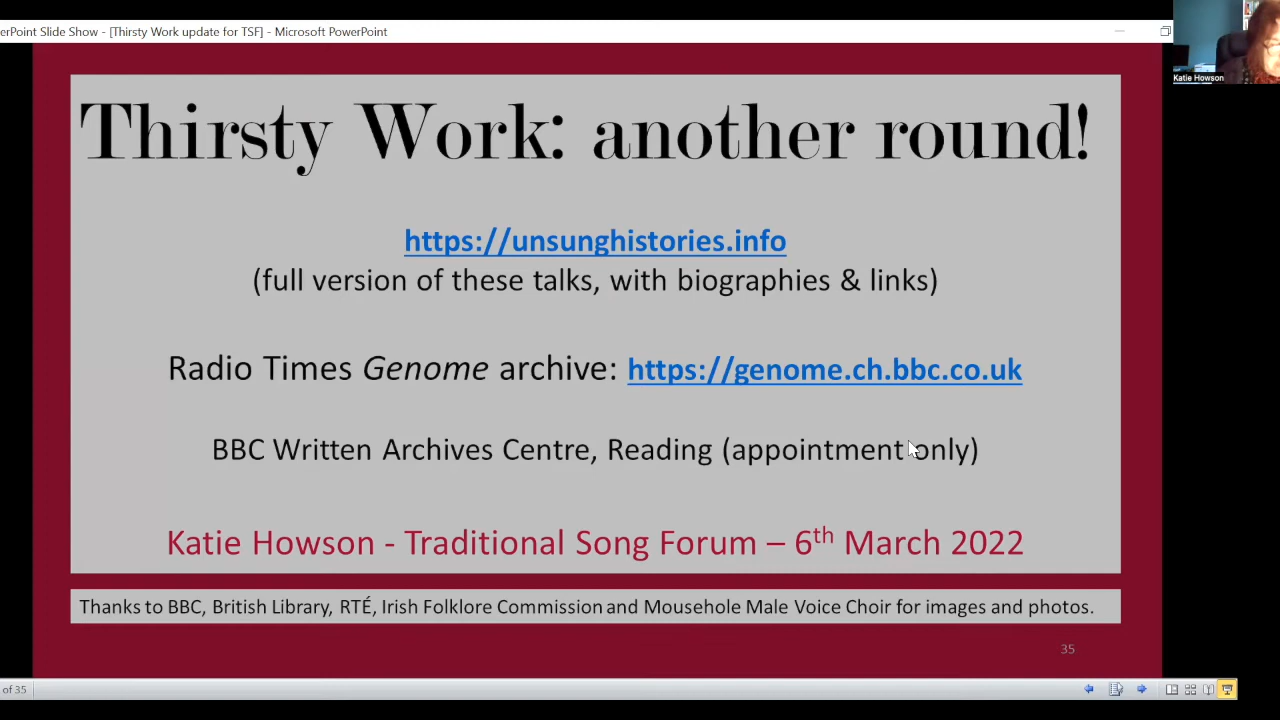 erPoint Slide Show - [Thirsty Work update for TSF] - Microsoft PowerPoint
Katie Howson
Thirsty Work: another round!
https://unsunghistories.info
(full version of these talks, with biographies & links)
Radio Times Genome archive: https://genome.ch.bbc.co.uk
BBC Written Archives Centre, Reading (appointment only)
Katie Howson - Traditional Song Forum – 6th March 2022
Thanks to BBC, British Library, RTÉ, Irish Folklore Commission and Mousehole Male Voice Choir for images and photos.
35
of 35